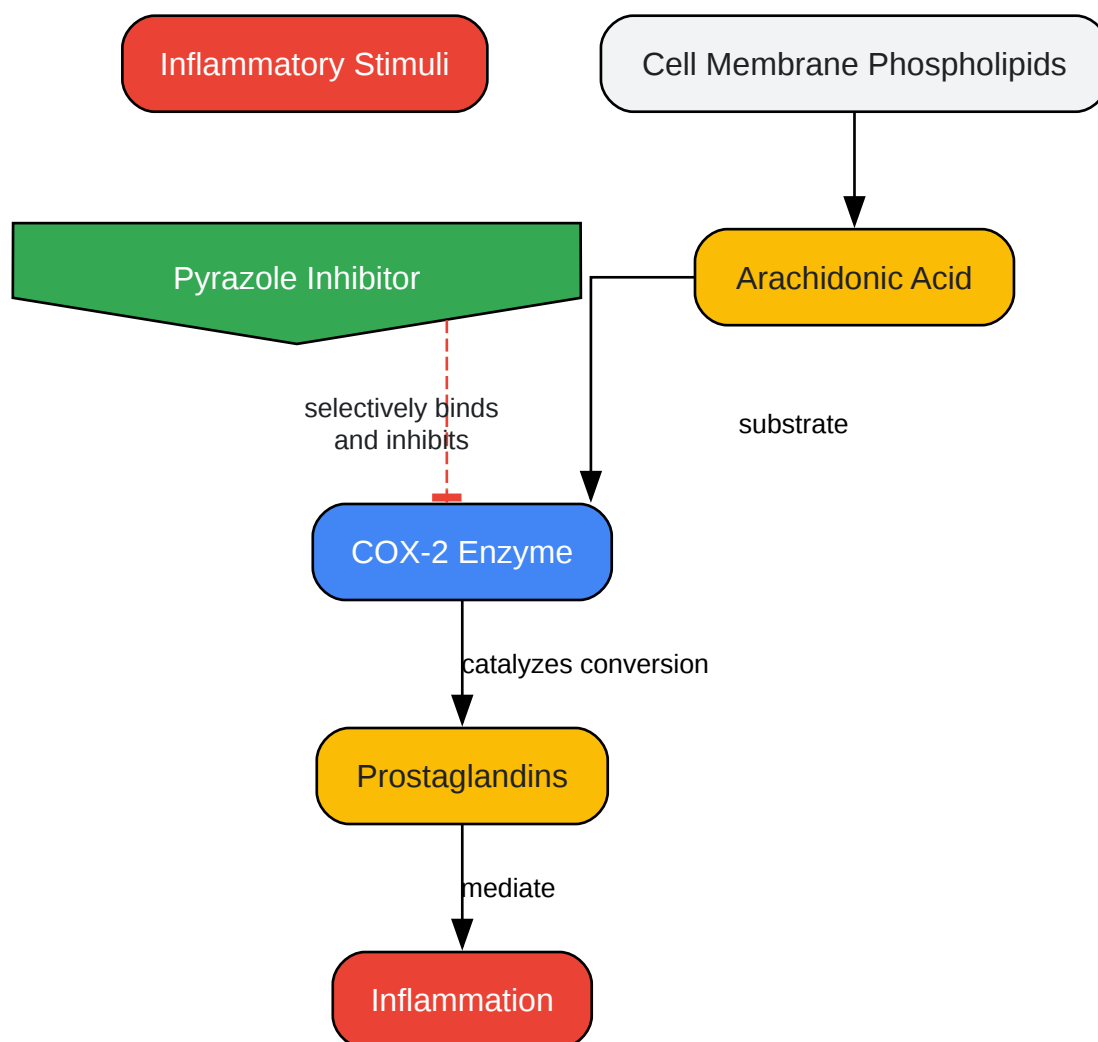 Inflammatory Stimuli
Cell Membrane Phospholipids
Pyrazole Inhibitor
Arachidonic Acid
selectively binds
and inhibits
substrate
COX-2 Enzyme
catalyzes conversion
Prostaglandins
mediate
Inflammation